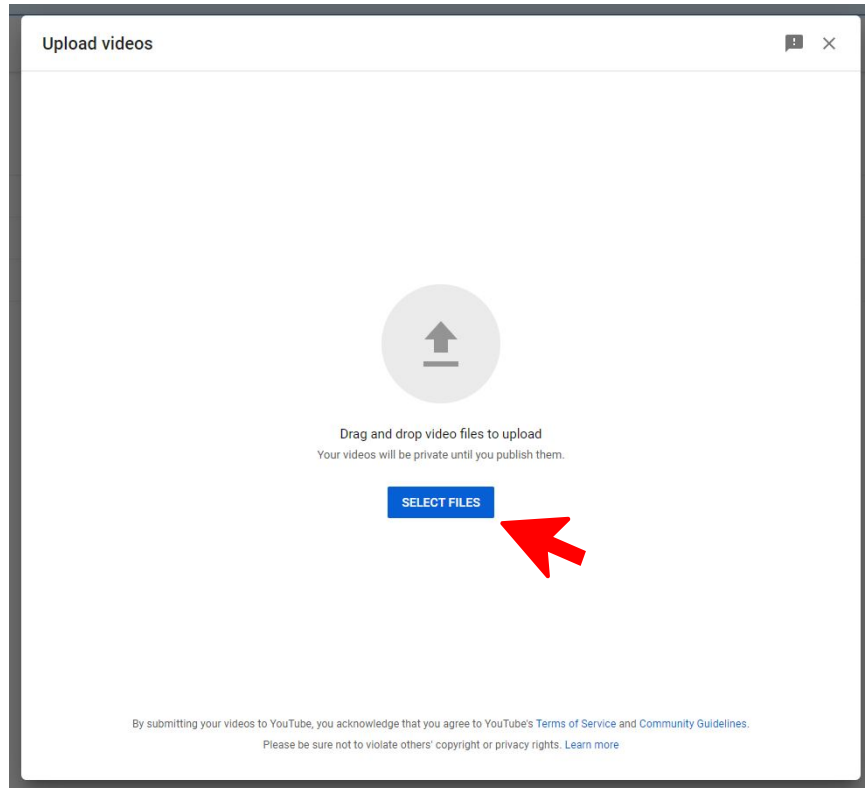 Upload videos
Drag and drop video files to upload
Your videos will be private until you publish them.
SELECT FILES
By submitting your videos to YouTube, you acknowledge that you agree to YouTube's Terms of Service and Community Guidelines.
Please be sure not to violate others' copyright or privacy rights. Learn more